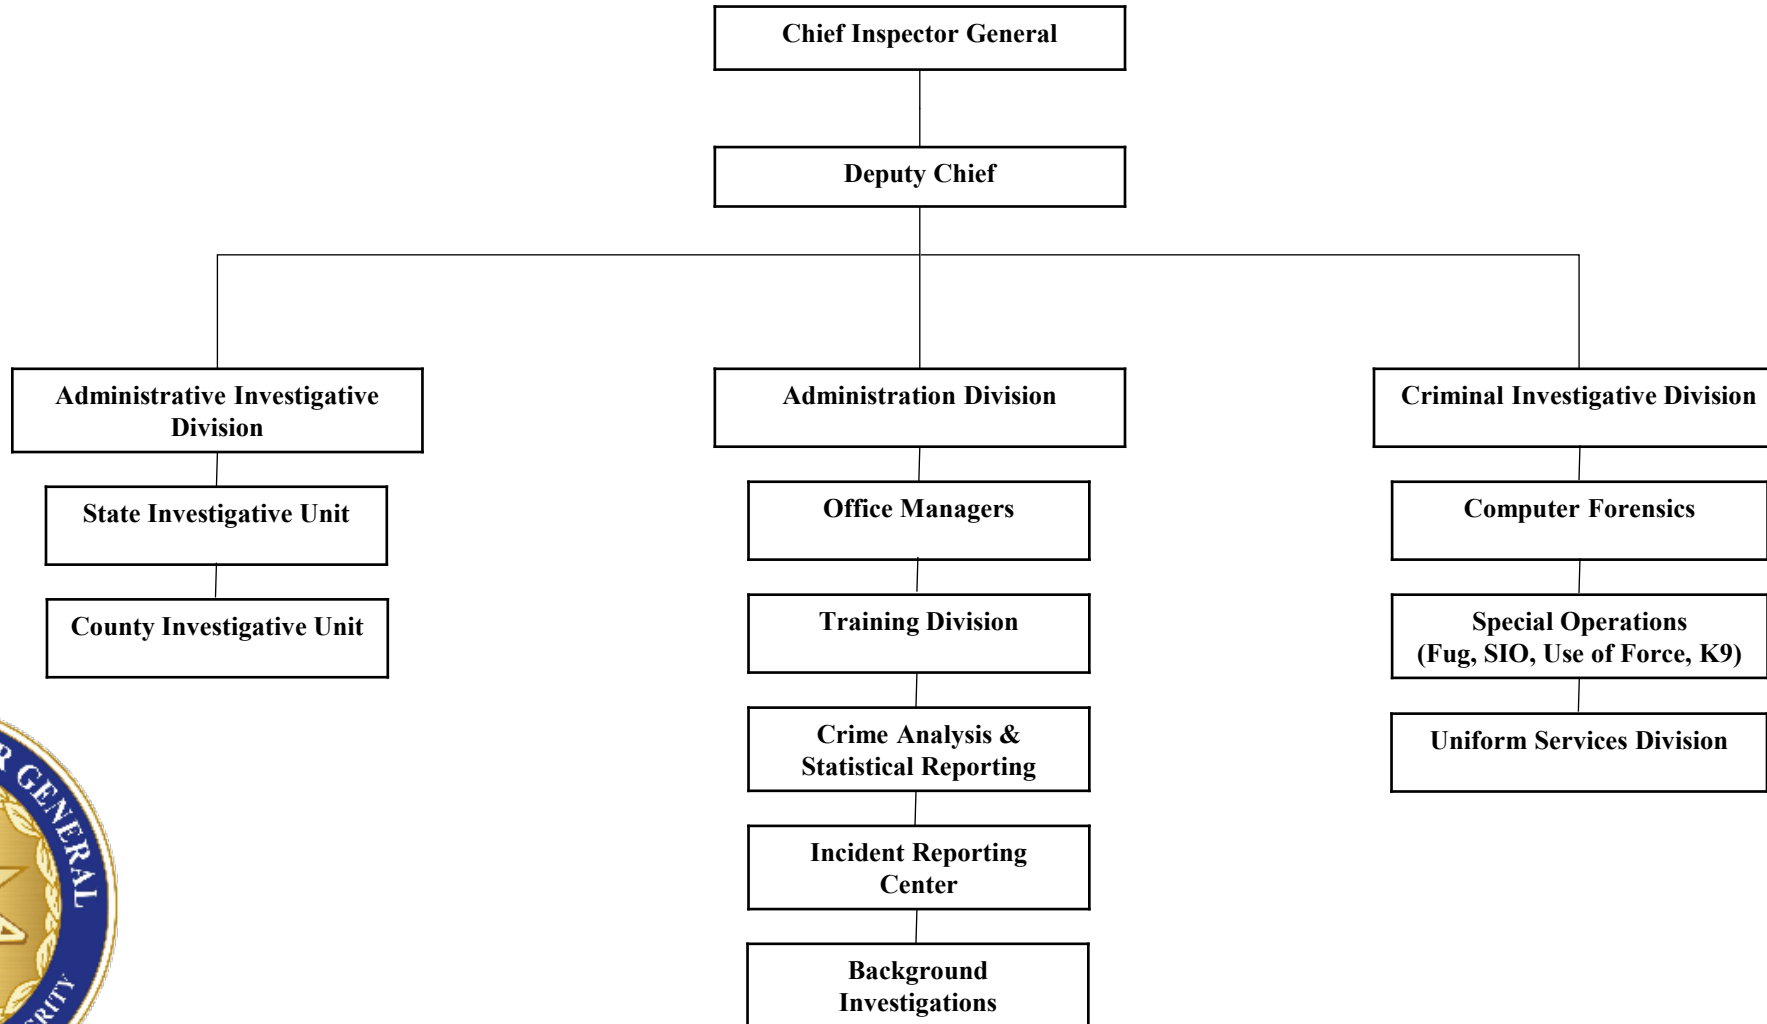 Chief Inspector General
Deputy Chief
Administrative Investigative
Division
State Investigative Unit
County Investigative Unit
Administration Division
Office Managers
Training Division
Crime Analysis &
Statistical Reporting
Incident Reporting
Center
Background
Investigations
Criminal Investigative Division
Computer Forensics
Special Operations
(Fug, SIO, Use of Force, K9)
Uniform Services Division
GENERAL